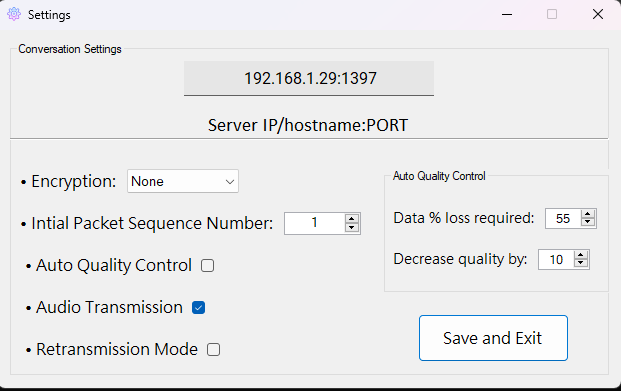 Settings
Conversation Settings
192.168.1.29:1397
Server IP/hostname:PORT
• Encryption: None
• Intial Packet Sequence Number: 1
• Auto Quality Control
• Audio Transmission
• Retransmission Mode
Auto Quality Control
Data % loss required: 55
Decrease quality by: 10
Save and Exit